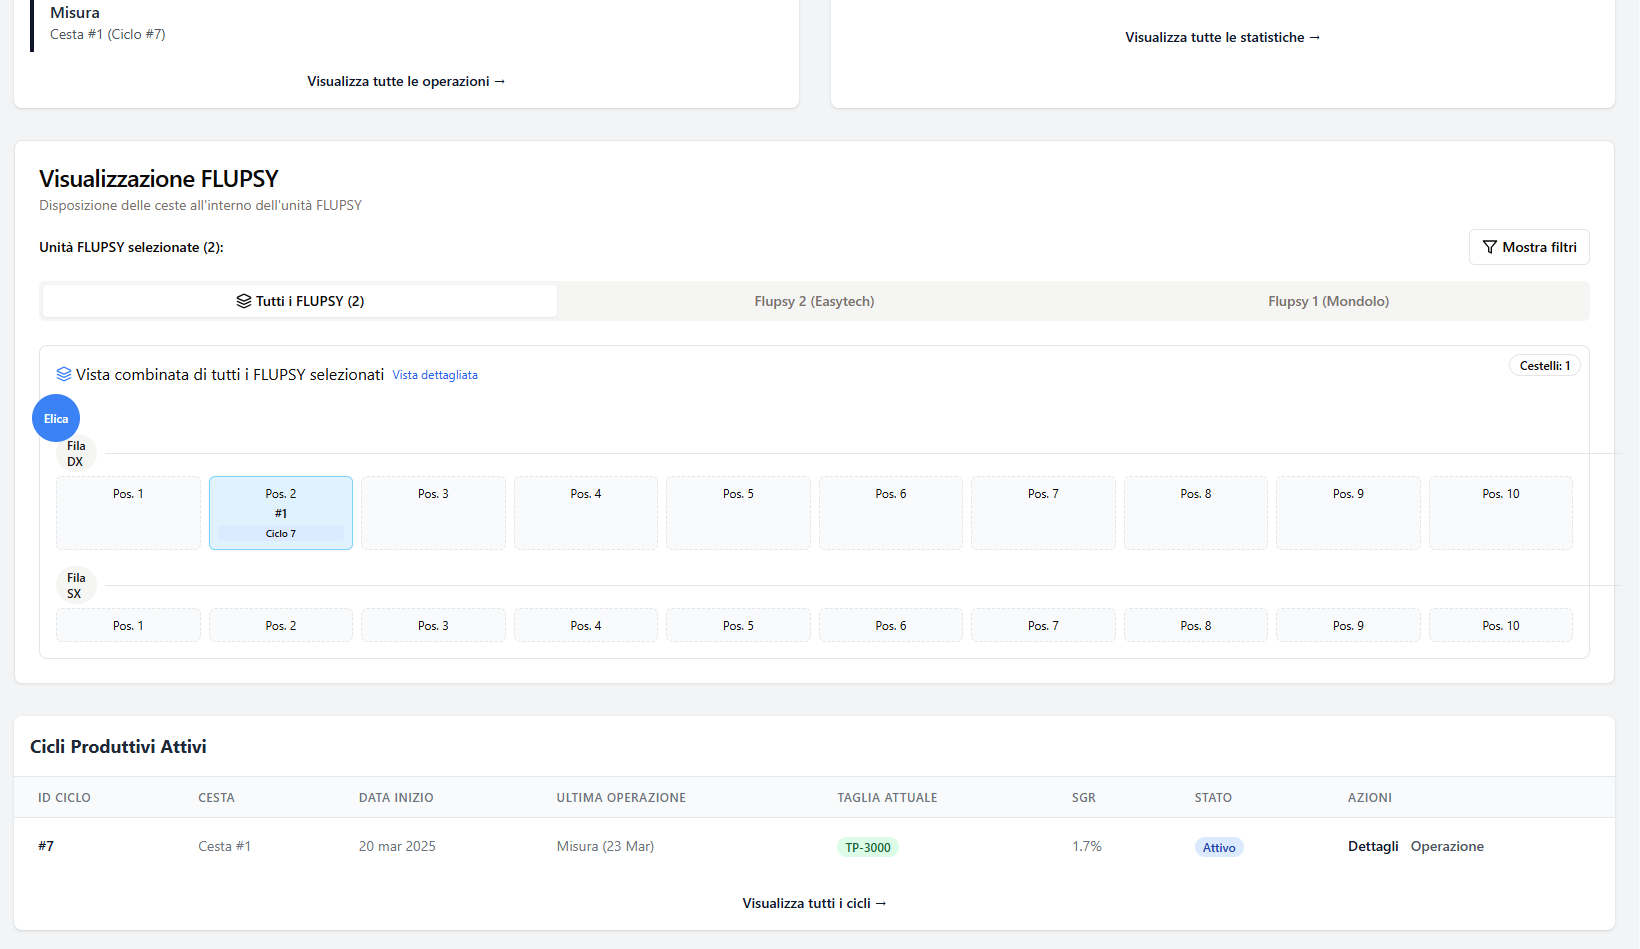 Misura
Cesta #1 (Ciclo #7)
Visualizza tutte le operazioni →
Visualizza tutte le statistiche →
Visualizzazione FLUPSY
Disposizione delle ceste all'interno dell'unità FLUPSY
Unità FLUPSY selezionate (2):
Mostra filtri
Tutti i FLUPSY (2)
Flupsy 2 (Easytech)
Flupsy 1 (Mondolo)
Vista combinata di tutti i FLUPSY selezionati Vista dettagliata
Cestelli: 1
Elica
Fila
DX
Pos. 1
Pos. 2
#1
Ciclo 7
Pos. 3
Pos. 4
Pos. 5
Pos. 6
Pos. 7
Pos. 8
Pos. 9
Pos. 10
Fila
SX
Pos. 1
Pos. 2
Pos. 3
Pos. 4
Pos. 5
Pos. 6
Pos. 7
Pos. 8
Pos. 9
Pos. 10
Cicli Produttivi Attivi
ID CICLO CESTA DATA INIZIO ULTIMA OPERAZIONE TAGLIA ATTUALE SGR STATO AZIONI
#7 Cesta #1 20 mar 2025 Misura (23 Mar) TP-3000 1.7% Attivo Dettagli Operazione
Visualizza tutti i cicli →